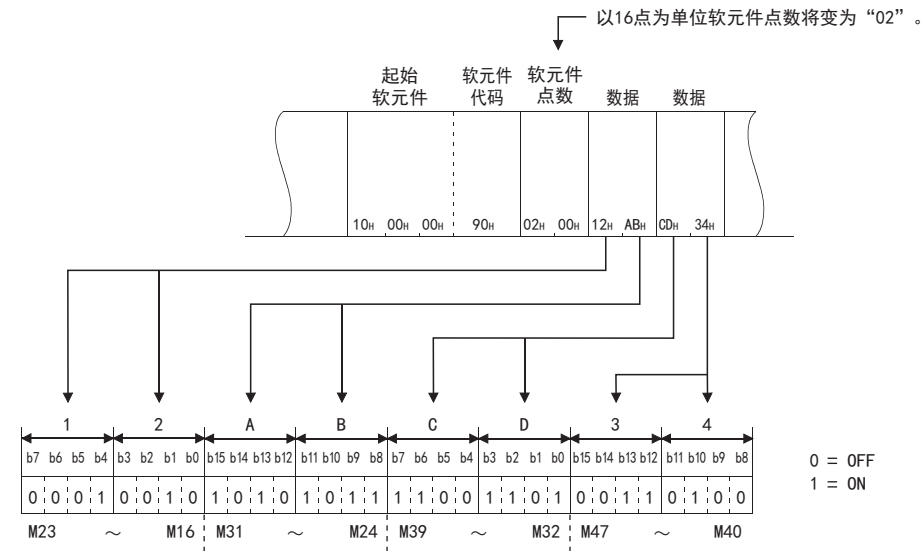 以16点为单位软元件点数将变为“02”。
起始 软元件 软元件
软元件 代码 点数 数据 数据
10H 00H 00H 90H 02H 00H 12H ABH CDH 34H
1 2 A B C D 3 4
b7 b6 b5 b4 b3 b2 b1 b0 b15 b14 b13 b12 b11 b10 b9 b8 b7 b6 b5 b4 b3 b2 b1 b0 b15 b14 b13 b12 b11 b10 b9 b8
0 = OFF
0 0 0 1 0 0 1 0 1 0 1 0 1 0 1 1 1 1 0 0 1 1 0 1 0 0 1 1 0 1 0 0
1 = ON
M23 ～ M16 M31 ～ M24 M39 ～ M32 M47 ～ M40